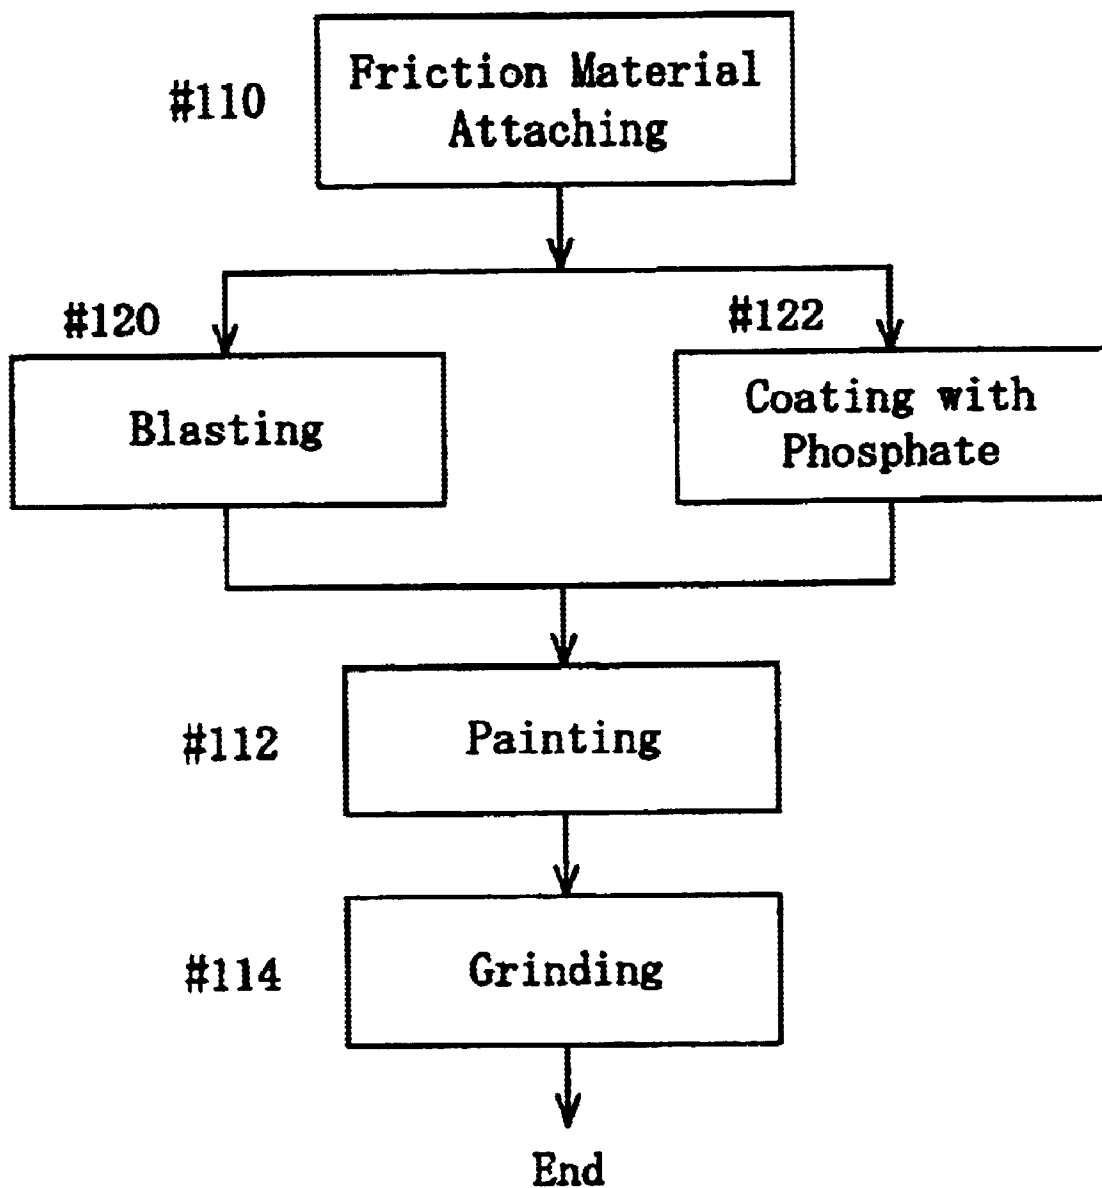 #110
Friction Material
Attaching
#120
Blasting
#122
Coating with
Phosphate
#112
Painting
#114
Grinding
End